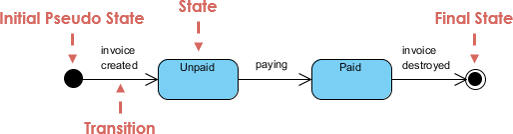 State
Initial Pseudo State
Final State
invoice
created
Unpaid
paying
Paid
invoice
destroyed
Transition